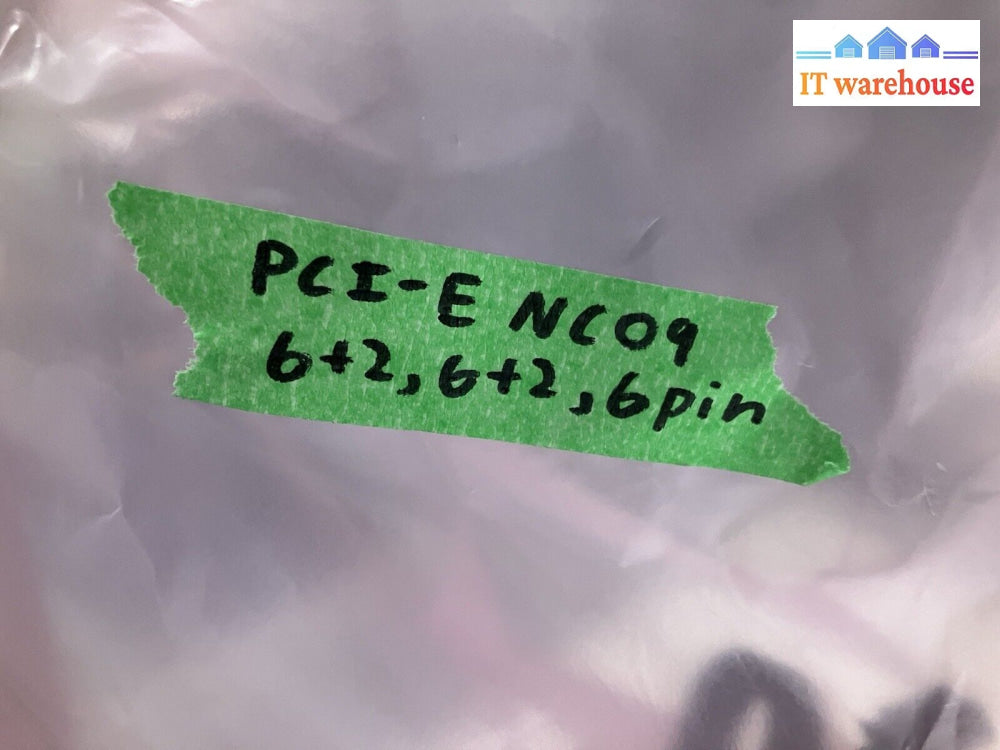 IT warehouse
PCI-E NC09
6+2, 6+2, 6pin